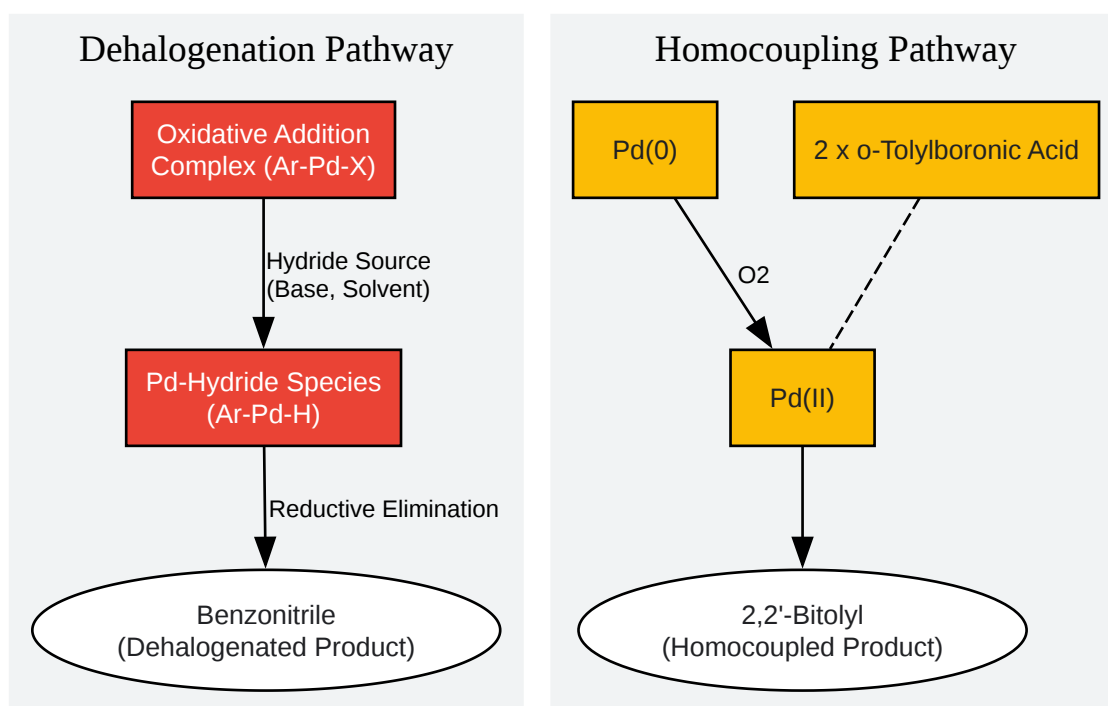 Dehalogenation Pathway
Oxidative Addition
Complex (Ar-Pd-X)
Hydride Source
(Base, Solvent)
Pd-Hydride Species
(Ar-Pd-H)
Reductive Elimination
Benzonitrile
(Dehalogenated Product)
Homocoupling Pathway
Pd(0)
2 x o-Tolylboronic Acid
O2
Pd(II)
2,2'-Bitolyl
(Homocoupled Product)